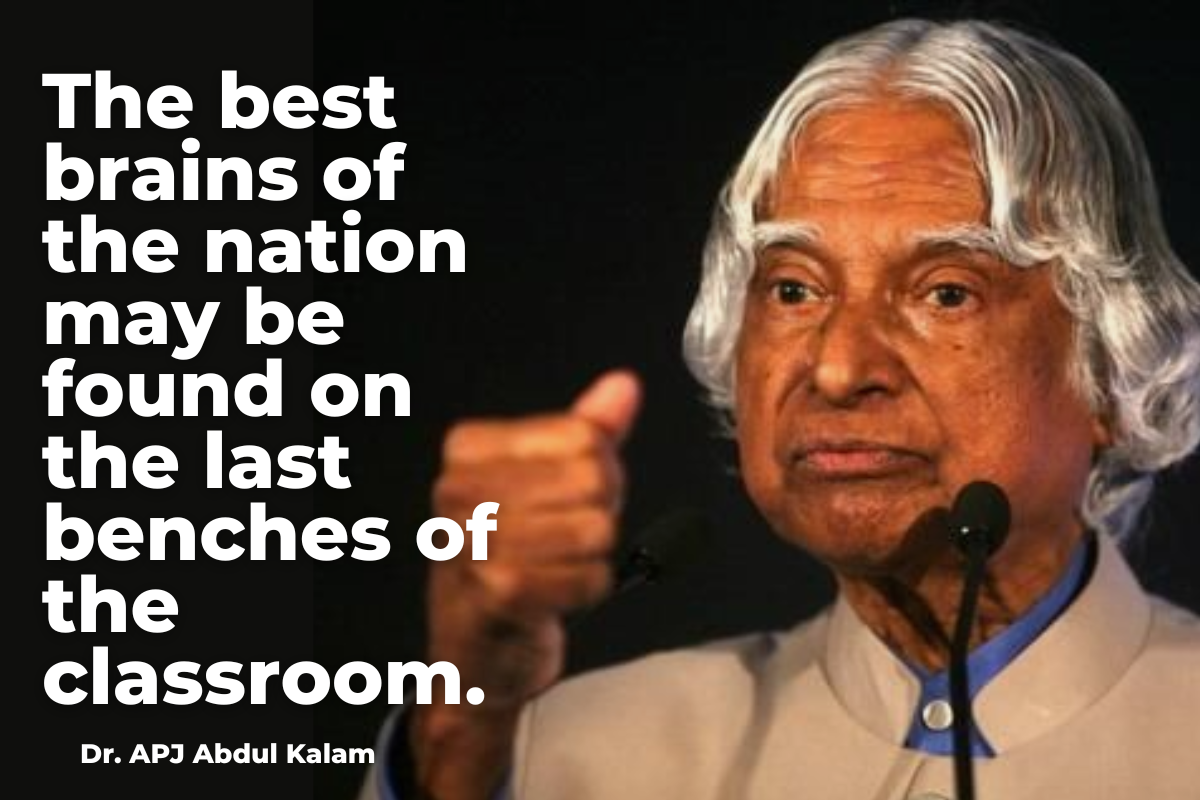 The best
brains of
the nation
may be
found on
the last
benches of
the
classroom.
Dr. APJ Abdul Kalam